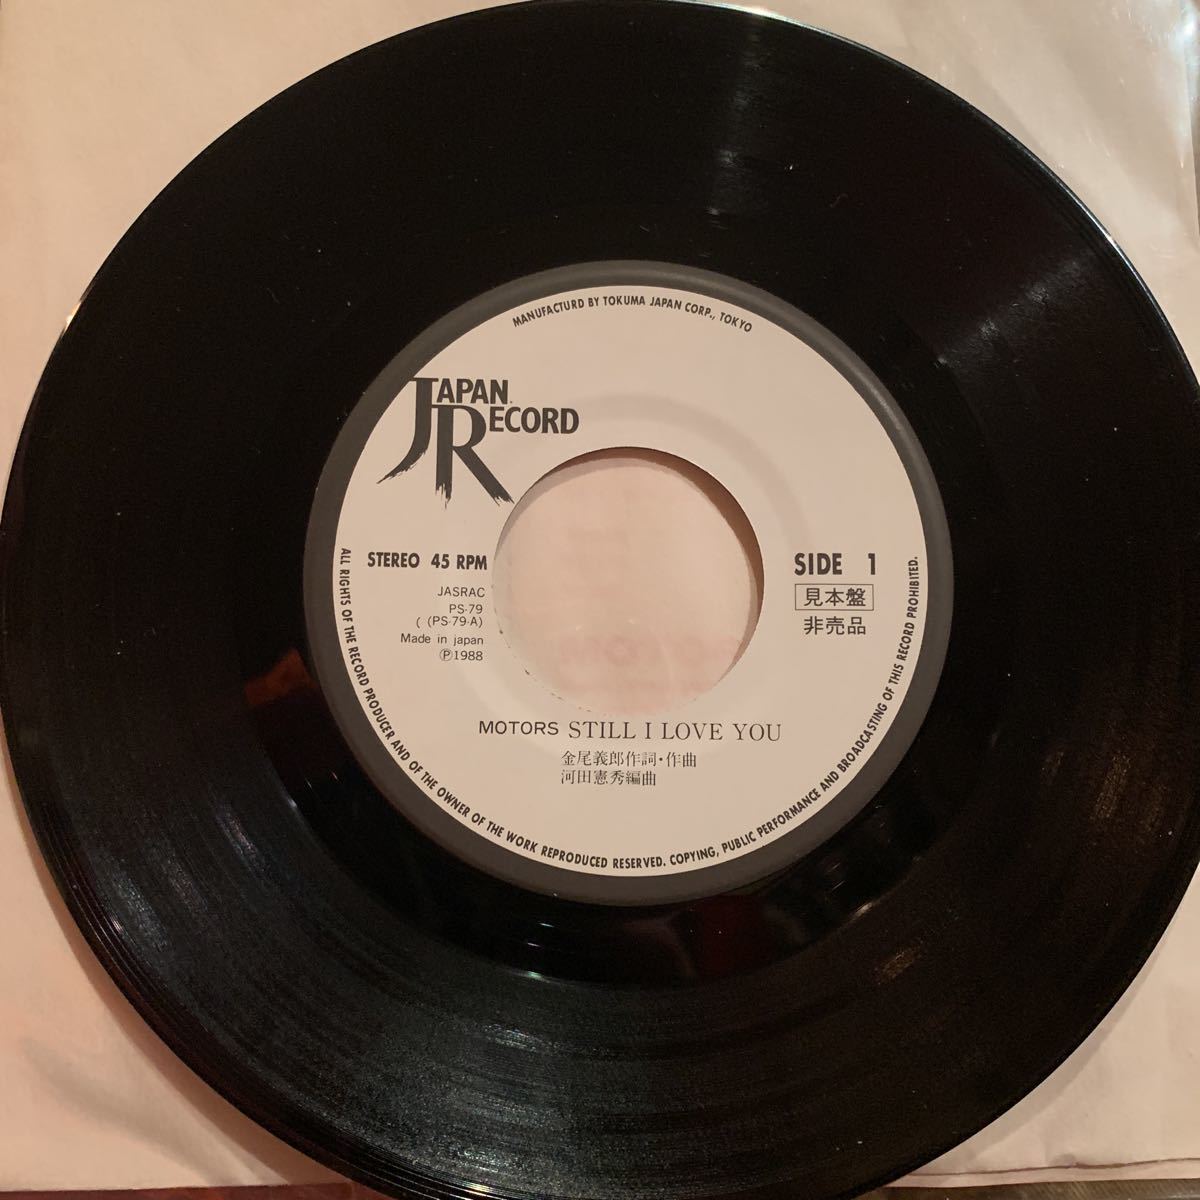 MANUFACTURD BY TOKUMA JAPAN CORP., TOKYO
JAPAN
RECORD
STEREO 45 RPM
SIDE 1
JASRAC
見本盤
PS-79
( (PS-79-A)
非売品
Made in japan
Ⓟ1988
MOTORS STILL I LOVE YOU
金尾義郎作詞・作曲
河田憲秀編曲
ALL RIGHTS OF THE RECORD PRODUCER AND OF THE OWNER OF THE WORK REPRODUCED RESERVED. COPYING, PUBLIC PERFORMANCE AND BROADCASTING OF THIS RECORD PROHIBITED.